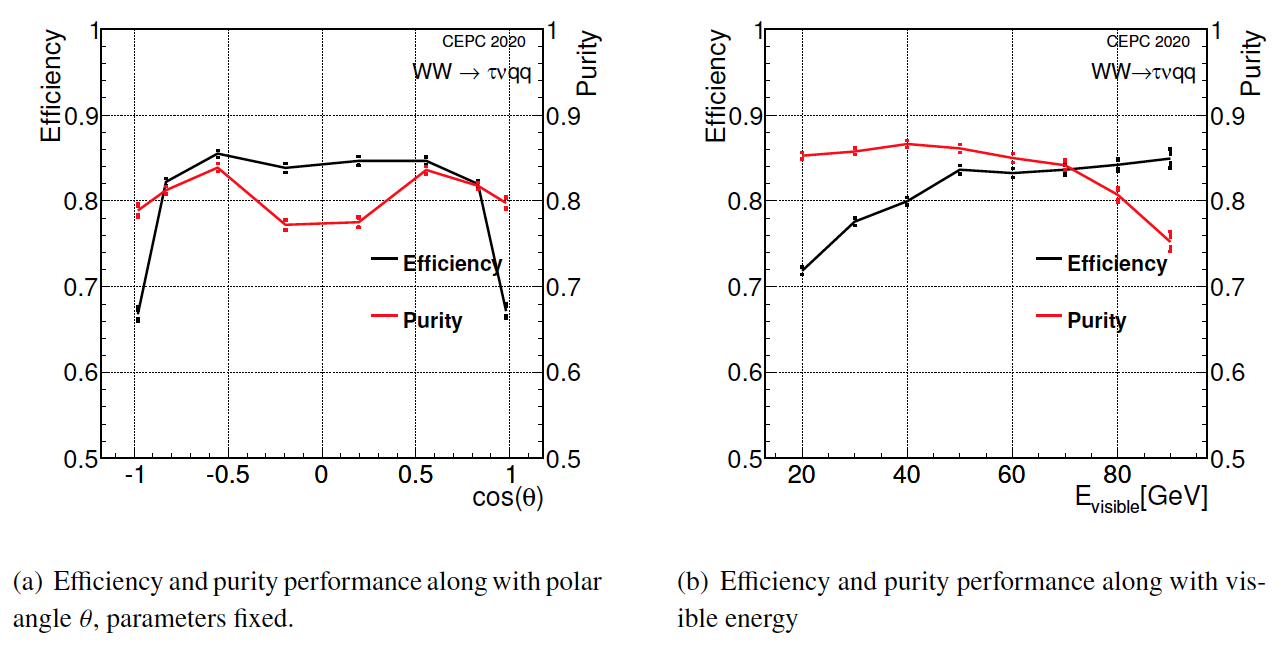 Efficiency
1
0.9
0.8
0.7
0.6
0.5
CEPC 2020
WW → τνqq
Efficiency
Purity
-1
-0.5
0
0.5
1
cos(θ)
1
0.9
0.8
0.7
0.6
0.5
Purity
Efficiency
1
0.9
0.8
0.7
0.6
0.5
CEPC 2020
WW→τνqq
Efficiency
Purity
20
40
60
80
E_visible[GeV]
1
0.9
0.8
0.7
0.6
0.5
Purity
(a) Efficiency and purity performance along with polar
angle θ, parameters fixed.
(b) Efficiency and purity performance along with vis-
ible energy